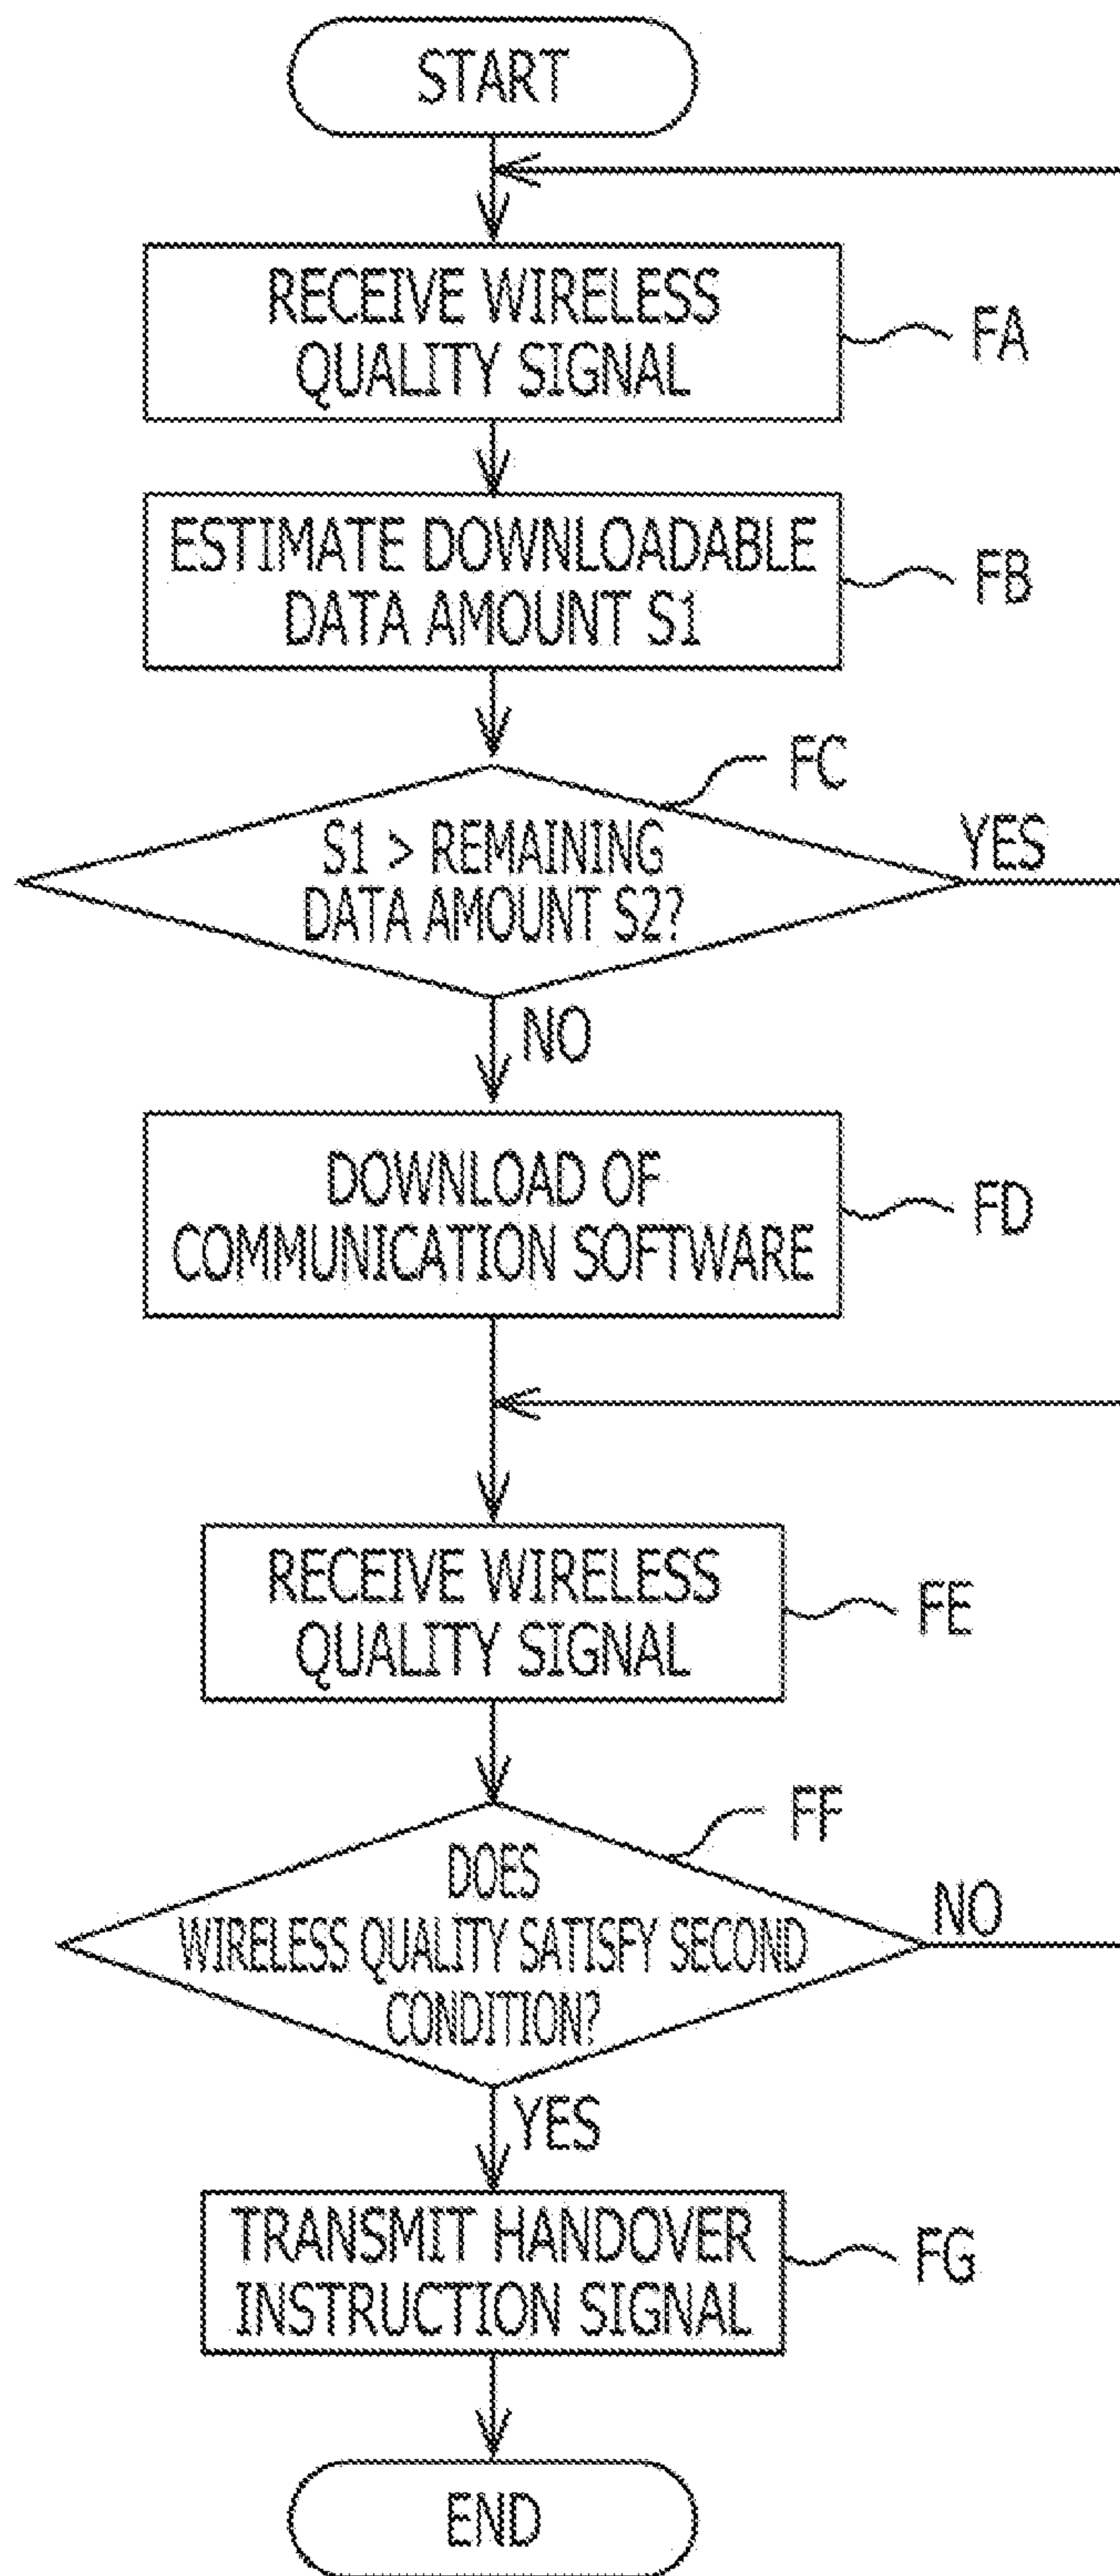 START
RECEIVE WIRELESS
QUALITY SIGNAL
FA
ESTIMATE DOWNLOADABLE
DATA AMOUNT S1
FB
FC
S1 > REMAINING
DATA AMOUNT S2?
YES
NO
DOWNLOAD OF
COMMUNICATION SOFTWARE
FD
RECEIVE WIRELESS
QUALITY SIGNAL
FE
FF
DOES
WIRELESS QUALITY SATISFY SECOND
CONDITION?
NO
YES
TRANSMIT HANDOVER
INSTRUCTION SIGNAL
FG
END